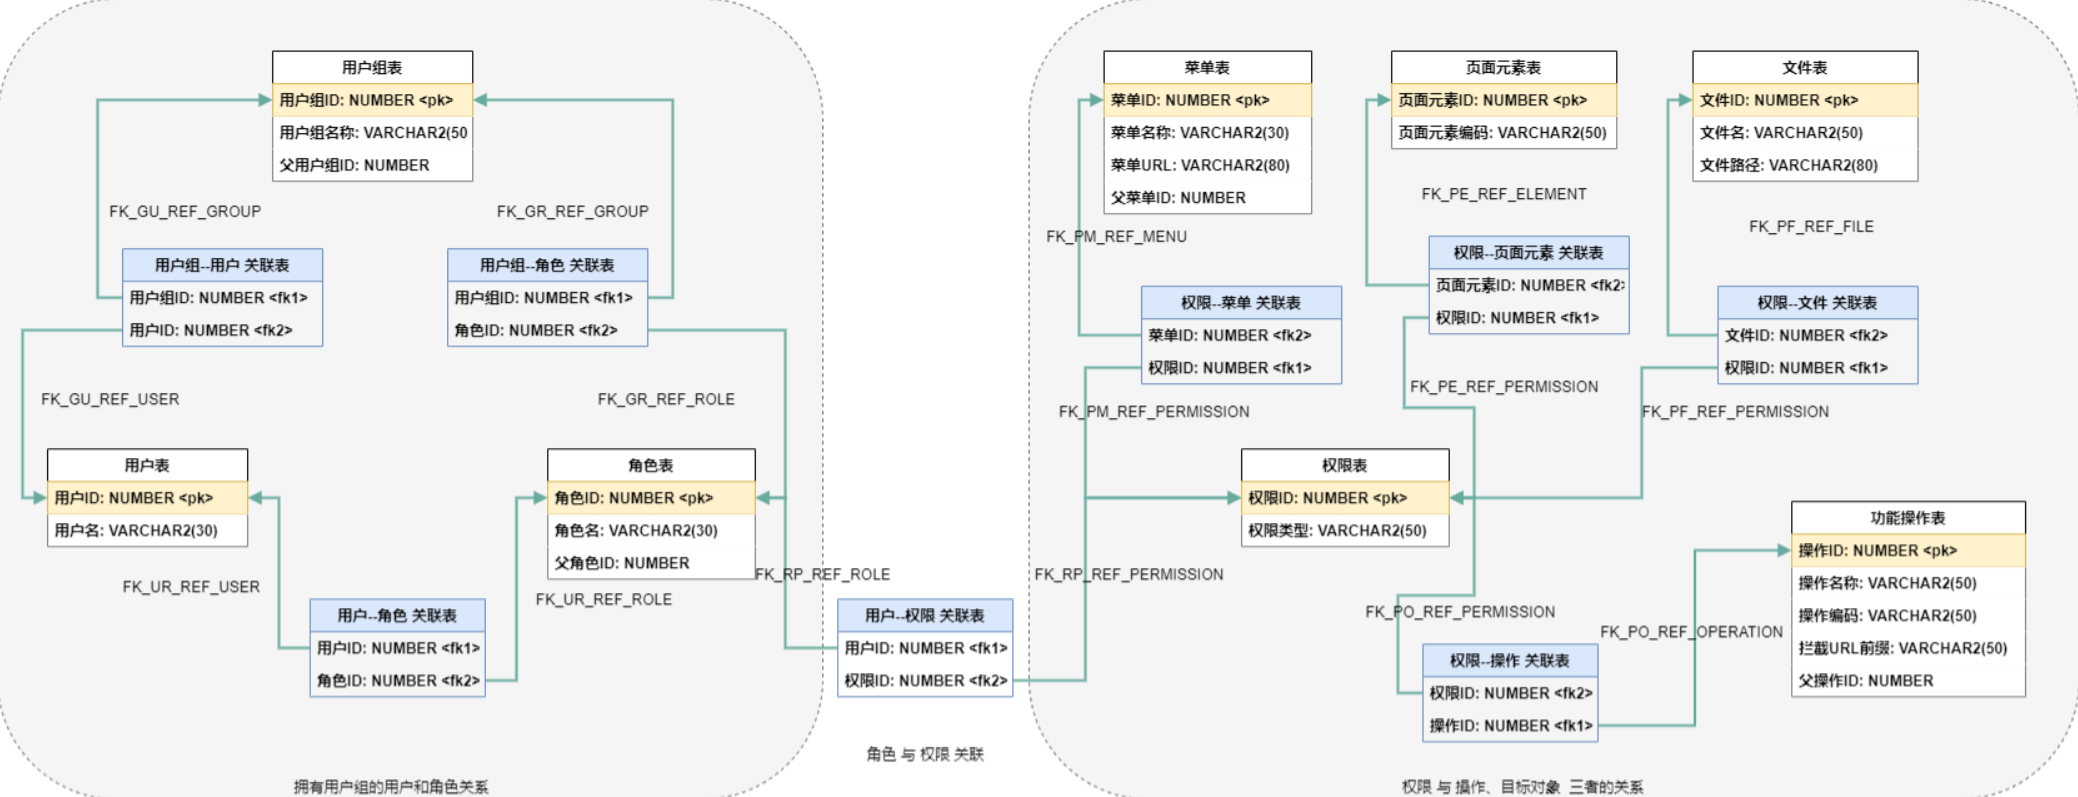 用户组表
用户组ID: NUMBER <pk>
用户组名称: VARCHAR2(50
父用户组ID: NUMBER
FK_GU_REF_GROUP
FK_GR_REF_GROUP
用户组--用户 关联表
用户组ID: NUMBER <fk1>
用户ID: NUMBER <fk2>
用户组--角色 关联表
用户组ID: NUMBER <fk1>
角色ID: NUMBER <fk2>
FK_GU_REF_USER
FK_GR_REF_ROLE
用户表
用户ID: NUMBER <pk>
用户名: VARCHAR2(30)
角色表
角色ID: NUMBER <pk>
角色名: VARCHAR2(30)
父角色ID: NUMBER
FK_UR_REF_USER
FK_UR_REF_ROLE
用户--角色 关联表
用户ID: NUMBER <fk1>
角色ID: NUMBER <fk2>
拥有用户组的用户和角色关系
FK_RP_REF_ROLE
用户--权限 关联表
用户ID: NUMBER <fk1>
权限ID: NUMBER <fk2>
角色 与 权限 关联
菜单表
菜单ID: NUMBER <pk>
菜单名称: VARCHAR2(30)
菜单URL: VARCHAR2(80)
父菜单ID: NUMBER
页面元素表
页面元素ID: NUMBER <pk>
页面元素编码: VARCHAR2(50)
文件表
文件ID: NUMBER <pk>
文件名: VARCHAR2(50)
文件路径: VARCHAR2(80)
FK_PM_REF_MENU
FK_PE_REF_ELEMENT
FK_PF_REF_FILE
权限--菜单 关联表
菜单ID: NUMBER <fk2>
权限ID: NUMBER <fk1>
权限--页面元素 关联表
页面元素ID: NUMBER <fk2>
权限ID: NUMBER <fk1>
权限--文件 关联表
文件ID: NUMBER <fk2>
权限ID: NUMBER <fk1>
FK_PM_REF_PERMISSION
FK_PE_REF_PERMISSION
FK_PF_REF_PERMISSION
权限表
权限ID: NUMBER <pk>
权限类型: VARCHAR2(50)
FK_RP_REF_PERMISSION
FK_PO_REF_PERMISSION
FK_PO_REF_OPERATION
功能操作表
操作ID: NUMBER <pk>
操作名称: VARCHAR2(50)
操作编码: VARCHAR2(50)
拦截URL前缀: VARCHAR2(50)
父操作ID: NUMBER
权限--操作 关联表
权限ID: NUMBER <fk2>
操作ID: NUMBER <fk1>
权限 与 操作、目标对象 三者的关系